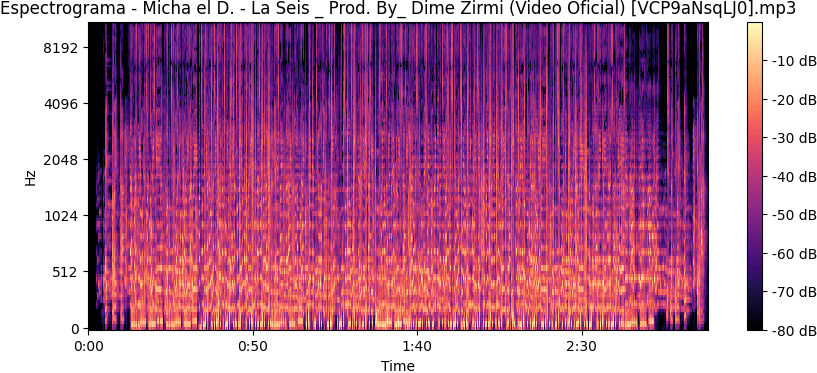 Espectrograma - Micha el D. - La Seis _ Prod. By_ Dime Zirmi (Video Oficial) [VCP9aNsqLJ0].mp3
8192
4096
2048
1024
512
0
Hz
0:00
0:50
1:40
2:30
Time
-10 dB
-20 dB
-30 dB
-40 dB
-50 dB
-60 dB
-70 dB
-80 dB